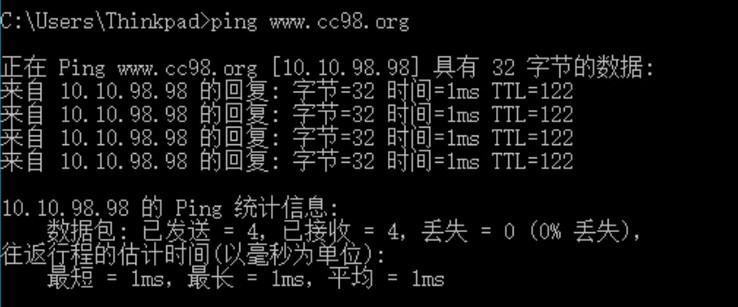 C:\Users\Thinkpad>ping www.cc98.org
正在 Ping www.cc98.org [10.10.98.98] 具有 32 字节的数据:
来自 10.10.98.98 的回复: 字节=32 时间=1ms TTL=122
来自 10.10.98.98 的回复: 字节=32 时间=1ms TTL=122
来自 10.10.98.98 的回复: 字节=32 时间=1ms TTL=122
来自 10.10.98.98 的回复: 字节=32 时间=1ms TTL=122
10.10.98.98 的 Ping 统计信息:
数据包: 已发送 = 4, 已接收 = 4, 丢失 = 0 (0% 丢失),
往返行程的估计时间(以毫秒为单位):
最短 = 1ms, 最长 = 1ms, 平均 = 1ms